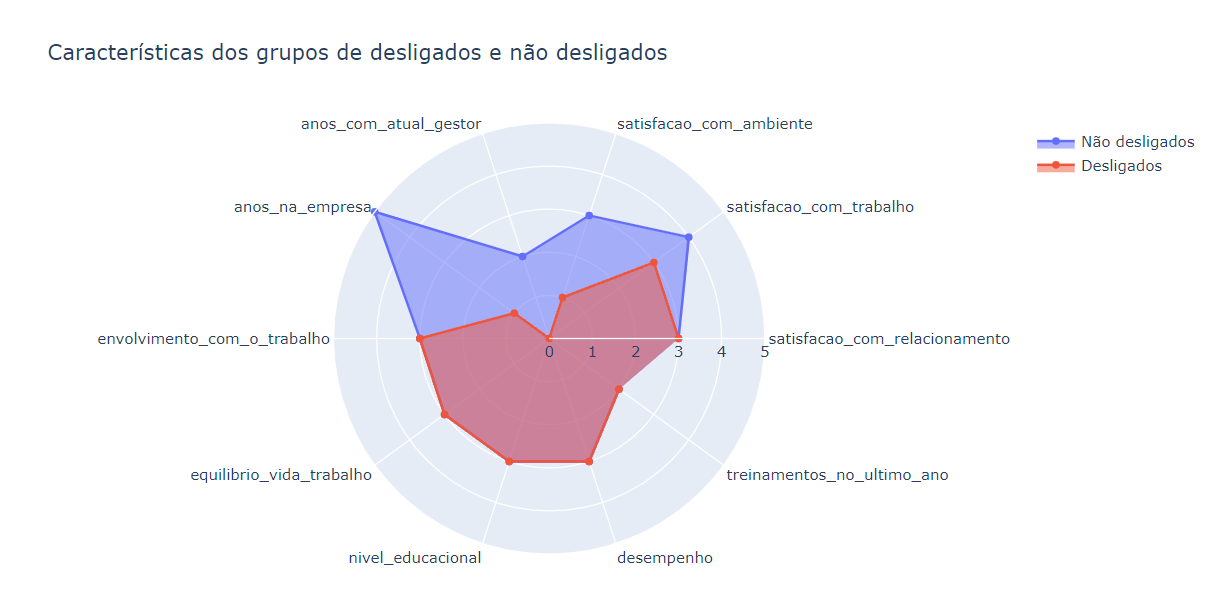 Características dos grupos de desligados e não desligados
anos_com_atual_gestor
satisfacao_com_ambiente
Não desligados
Desligados
anos_na_empresa
satisfacao_com_trabalho
envolvimento_com_o_trabalho
satisfacao_com_relacionamento
0 1 2 3 4 5
equilibrio_vida_trabalho
treinamentos_no_ultimo_ano
nivel_educacional
desempenho